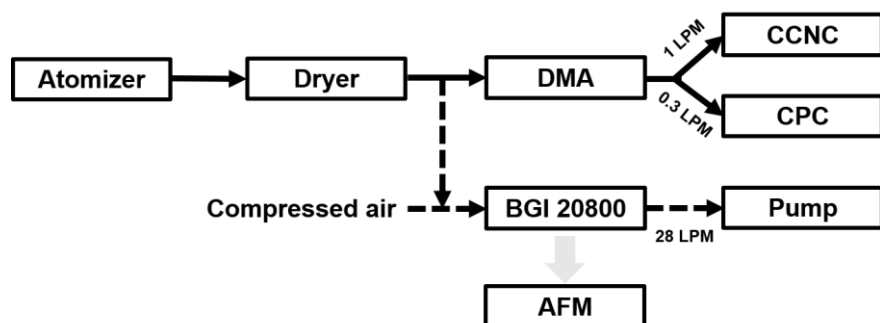 1 LPM
CCNC
Atomizer
Dryer
DMA
0.3 LPM
CPC
Compressed air
BGI 20800
28 LPM
Pump
AFM